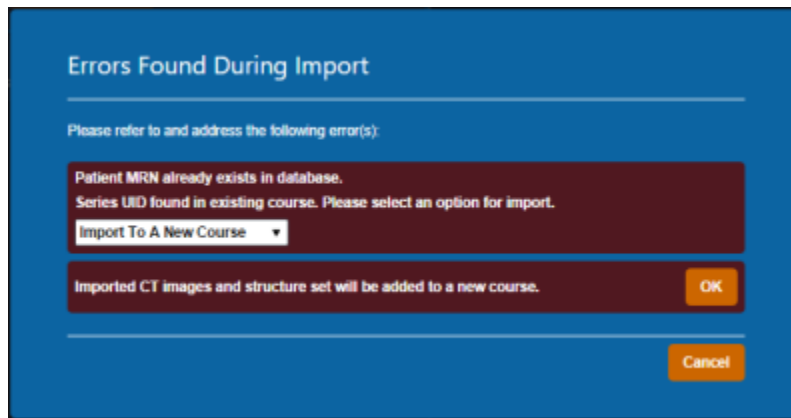 Errors Found During Import
Please refer to and address the following error(s):
Patient MRN already exists in database.
Series UID found in existing course. Please select an option for import.
Import To A New Course
Imported CT images and structure set will be added to a new course.
OK
Cancel